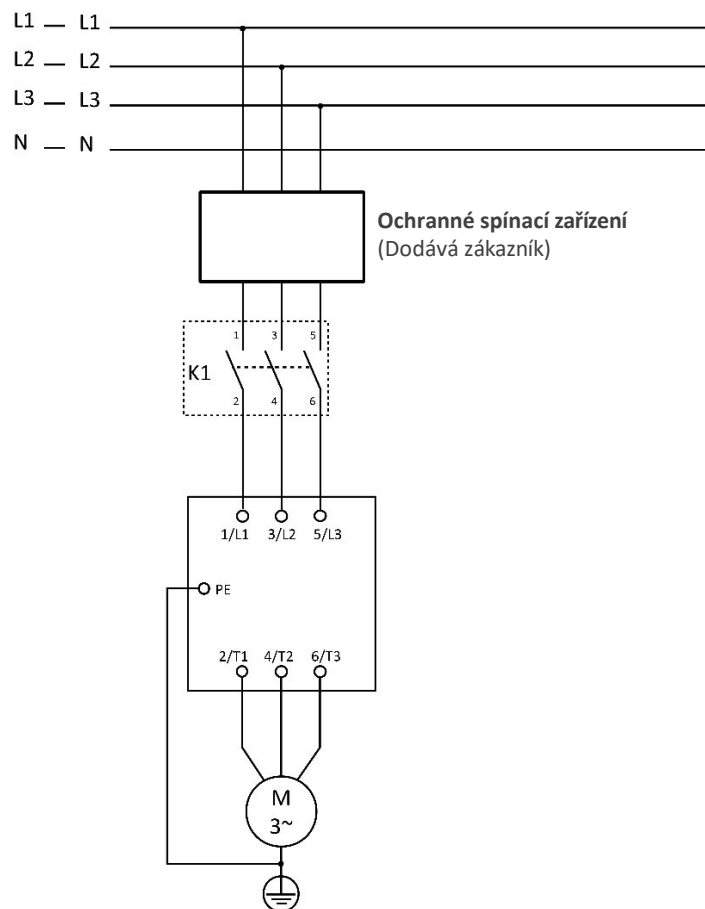 L1 — L1
L2 — L2
L3 — L3
N — N
Ochranné spínací zařízení
(Dodává zákazník)
1 3 5
K1
2 4 6
1/L1 3/L2 5/L3
PE
2/T1 4/T2 6/T3
M
3~